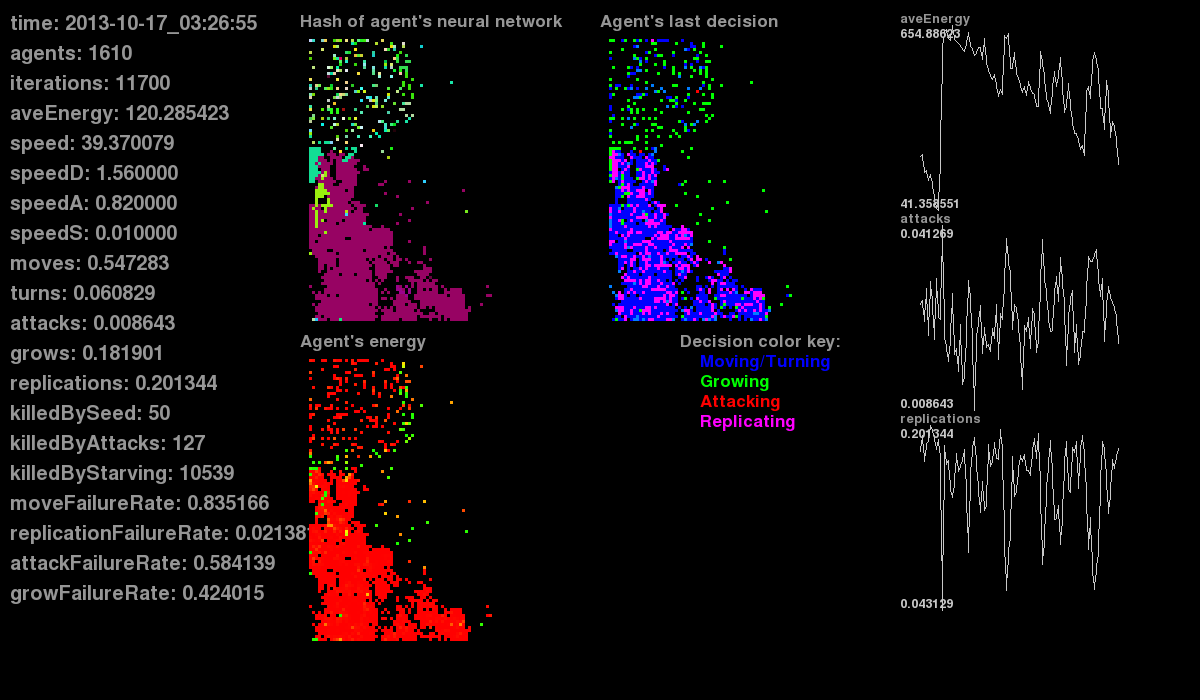 time: 2013-10-17_03:26:55
agents: 1610
iterations: 11700
aveEnergy: 120.285423
speed: 39.370079
speedD: 1.560000
speedA: 0.820000
speedS: 0.010000
moves: 0.547283
turns: 0.060829
attacks: 0.008643
grows: 0.181901
replications: 0.201344
killedBySeed: 50
killedByAttacks: 127
killedByStarving: 10539
moveFailureRate: 0.835166
replicationFailureRate:
attackFailureRate: 0.584139
growFailureRate: 0.424015
Hash of agent's neural network
Agent's last decision
Agent's energy
Decision color key:
Moving/Turning
Growing
Attacking
Replicating
aveEnergy
41.358551
attacks
0.041269
0.008643
replications
0.201344
0.043129